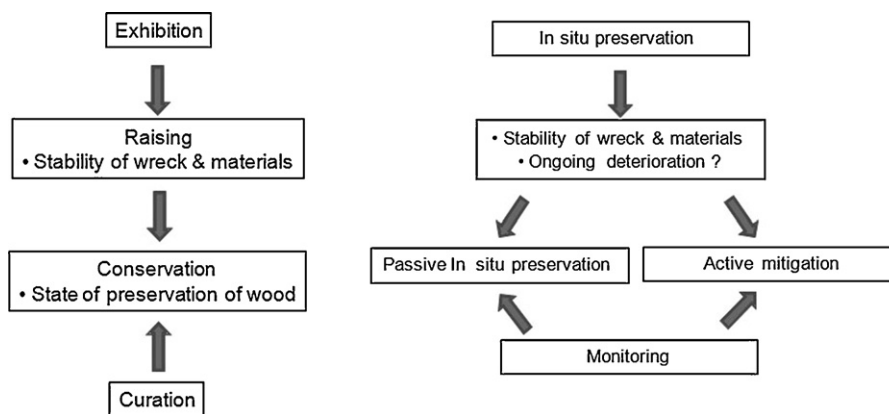 Exhibition
Raising
• Stability of wreck & materials
Conservation
• State of preservation of wood
Curation
In situ preservation
• Stability of wreck & materials
• Ongoing deterioration ?
Passive In situ preservation
Active mitigation
Monitoring